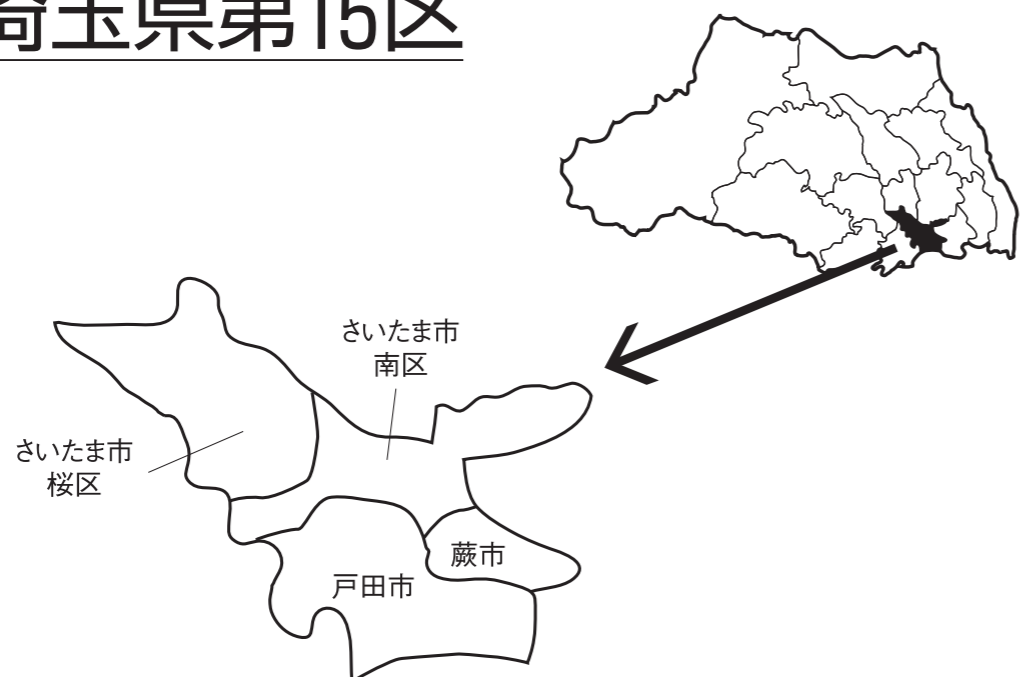 埼玉県第15区
さいたま市
南区
さいたま市
桜区
蕨市
戸田市